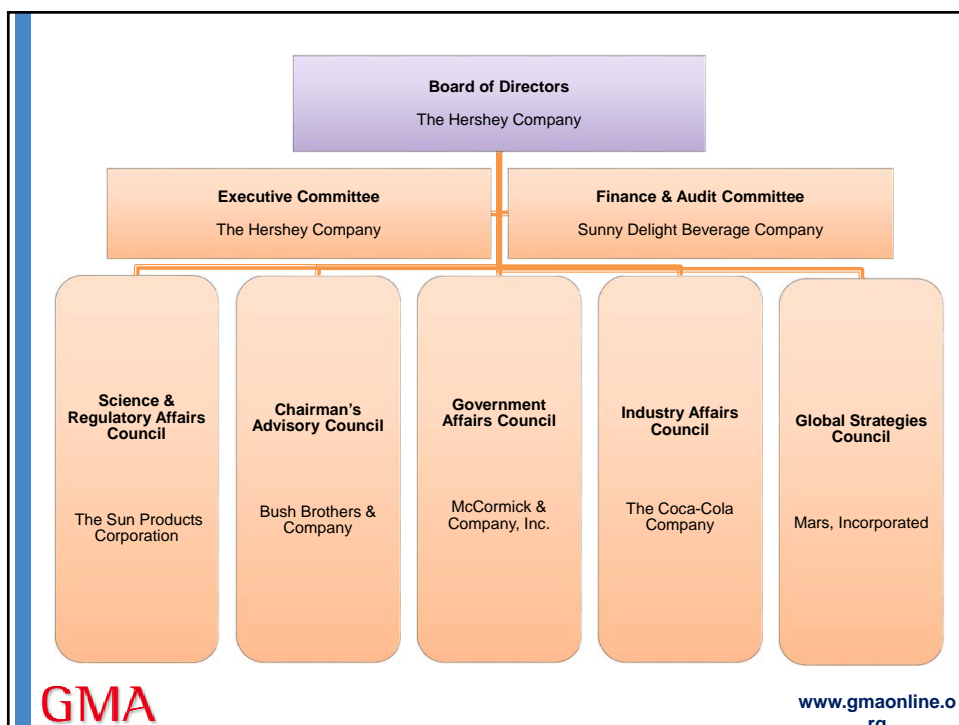 Board of Directors
The Hershey Company
Executive Committee
The Hershey Company
Finance & Audit Committee
Sunny Delight Beverage Company
Science &
Regulatory Affairs
Council
The Sun Products
Corporation
Chairman's
Advisory Council
Bush Brothers &
Company
Government
Affairs Council
McCormick &
Company, Inc.
Industry Affairs
Council
The Coca-Cola
Company
Global Strategies
Council
Mars, Incorporated
GMA
www.gmaonline.o
rg